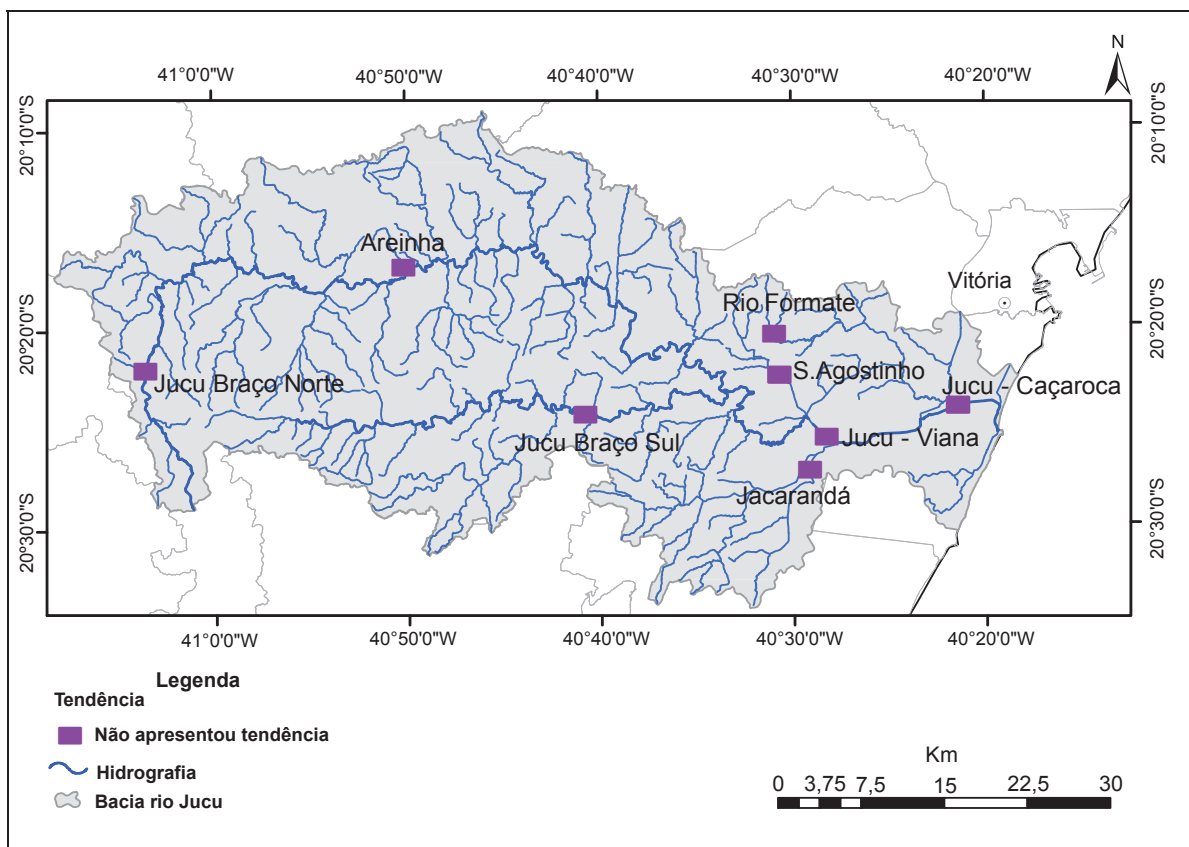 N
41°0'0"W 40°50'0"W 40°40'0"W 40°30'0"W 40°20'0"W
20°10'0"S
20°10'0"S
Areinha
Vitória
Rio Formate
20°20'0"S
20°20'0"S
S.Agostinho
Jucu Braço Norte
Jucu - Caçaroca
Jucu Braço Sul
Jucu - Viana
Jacarandá
20°30'0"S
20°30'0"S
41°0'0"W 40°50'0"W 40°40'0"W 40°30'0"W 40°20'0"W
Legenda
Tendência
Não apresentou tendência
Hidrografia
Bacia rio Jucu
Km
0 3,75 7,5 15 22,5 30